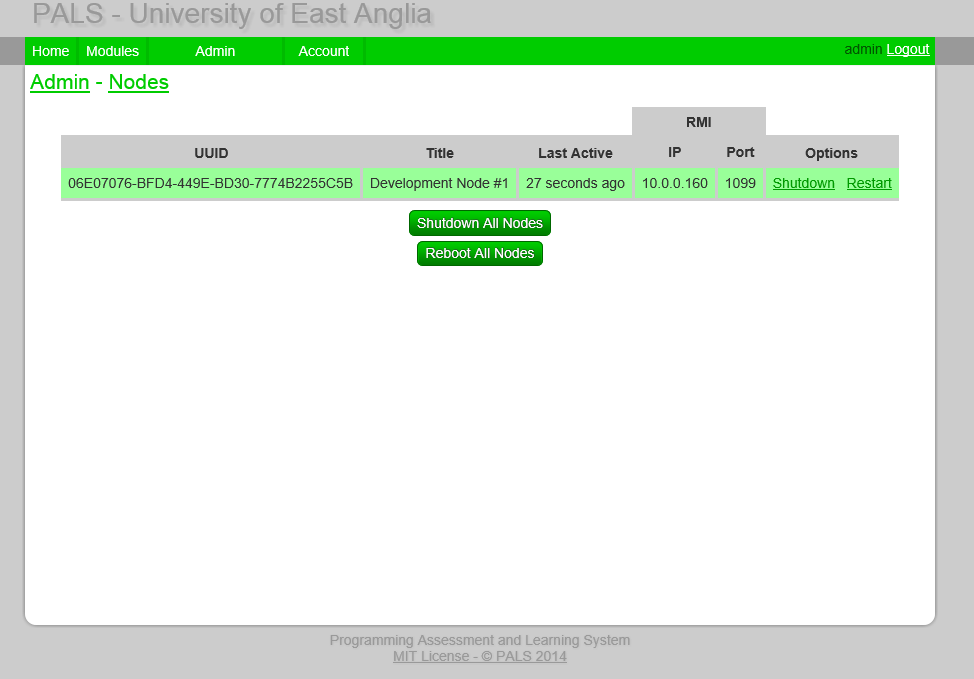 PALS - University of East Anglia
Home Modules Admin Account admin Logout
Admin - Nodes
RMI
UUID Title Last Active IP Port Options
06E07076-BFD4-449E-BD30-7774B2255C5B Development Node #1 27 seconds ago 10.0.0.160 1099 Shutdown Restart
Shutdown All Nodes
Reboot All Nodes
Programming Assessment and Learning System
MIT License - © PALS 2014